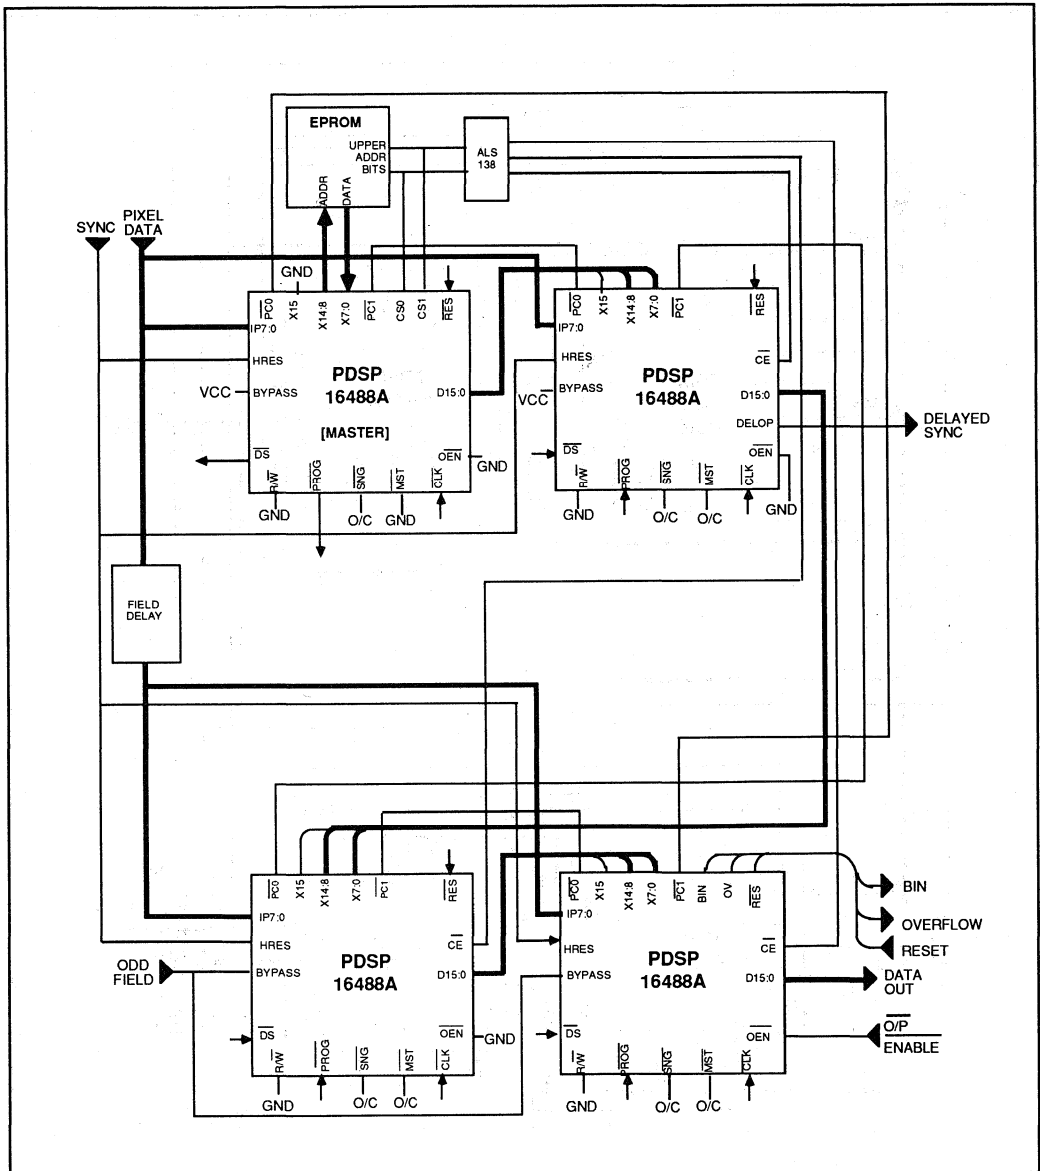 EPROM
UPPER
ADDR
BITS
ADDR
DATA
ALS
138
SYNC
PIXEL
DATA
GND
PC0
X15
X14:8
X7:0
PC1
CS0
CS1
RES
IP7:0
HRES
VCC
BYPASS
PDSP
16488A
[MASTER]
D15:0
DS
OEN
GND
R/W
PROG
SNG
MST
CLK
GND
O/C
GND
PC0
X15
X14:8
X7:0
PC1
RES
IP7:0
HRES
CE
VCC
BYPASS
PDSP
16488A
D15:0
DELOP
DELAYED
SYNC
DS
OEN
R/W
PROG
SNG
MST
CLK
GND
O/C
O/C
GND
FIELD
DELAY
PC0
X15
X14:8
X7:0
PC1
RES
IP7:0
HRES
CE
ODD
FIELD
BYPASS
PDSP
16488A
D15:0
DS
OEN
GND
R/W
PROG
SNG
MST
CLK
GND
O/C
O/C
PC0
X15
X14:8
X7:0
PC1
BIN
OV
RES
BIN
OVERFLOW
RESET
IP7:0
HRES
CE
BYPASS
PDSP
16488A
D15:0
DATA
OUT
DS
OEN
O/P
ENABLE
R/W
PROG
SNG
MST
CLK
GND
O/C
O/C